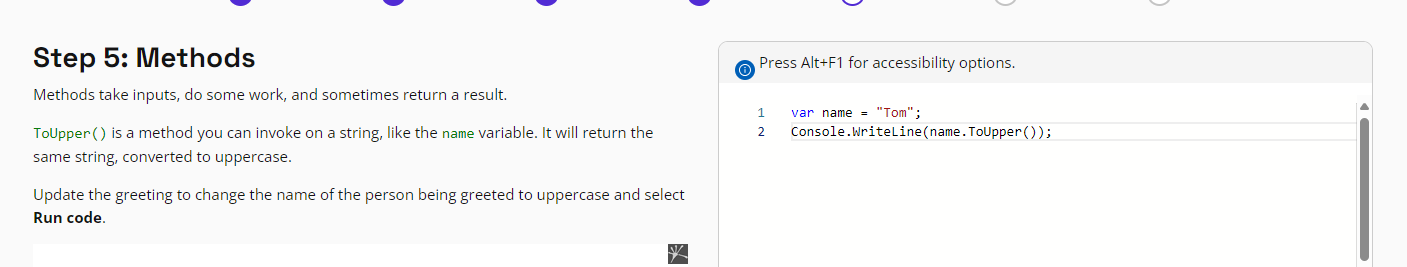 Step 5: Methods
Methods take inputs, do some work, and sometimes return a result.
ToUpper() is a method you can invoke on a string, like the name variable. It will return the
same string, converted to uppercase.
Update the greeting to change the name of the person being greeted to uppercase and select
Run code.
Press Alt+F1 for accessibility options.
1 var name = "Tom";
2 Console.WriteLine(name.ToUpper());